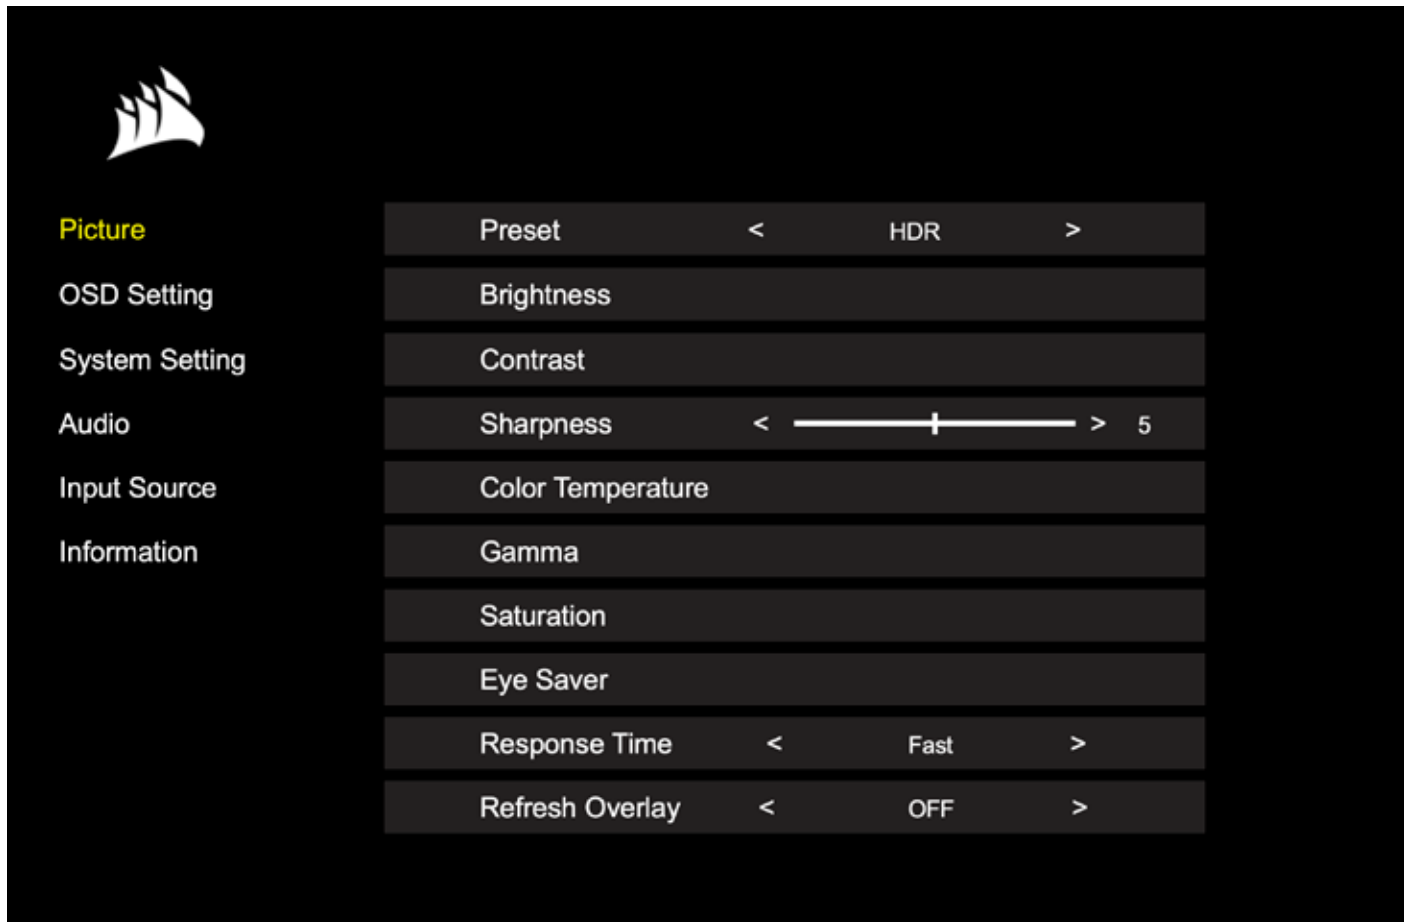 Picture
OSD Setting
System Setting
Audio
Input Source
Information
Preset < HDR >
Brightness
Contrast
Sharpness < > 5
Color Temperature
Gamma
Saturation
Eye Saver
Response Time < Fast >
Refresh Overlay < OFF >